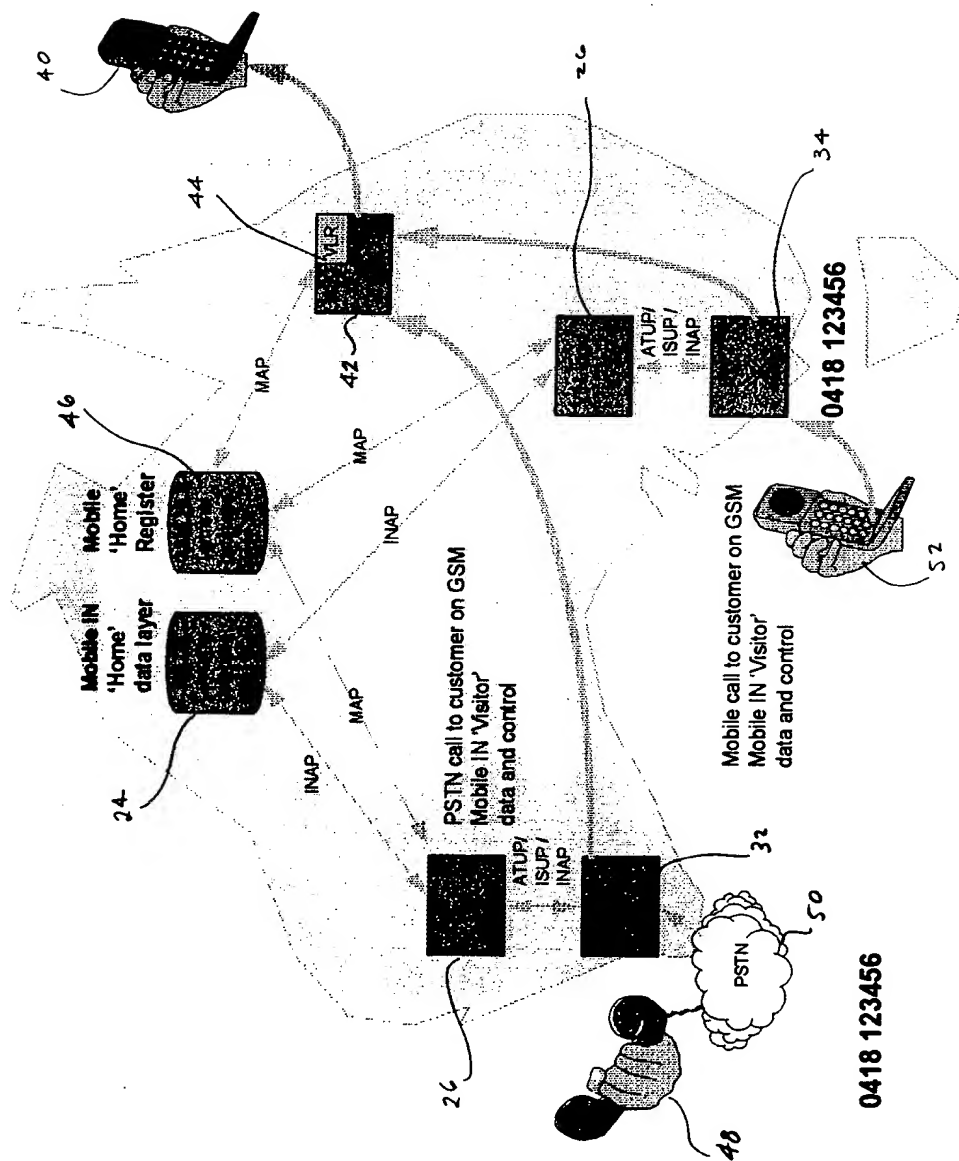 40
26
34
44
VLR
42
MAP
46
Mobile
'Home'
Register
MAP
ATUP/
ISUP /
INAP
0418 123456
INAP
52
Mobile IN
'Home'
data layer
24
INAP
MAP
PSTN call to customer on GSM
Mobile IN 'Visitor'
data and control
Mobile call to customer on GSM
Mobile IN 'Visitor'
data and control
ATUP/
ISUP /
INAP
32
26
PSTN
50
48
0418 123456